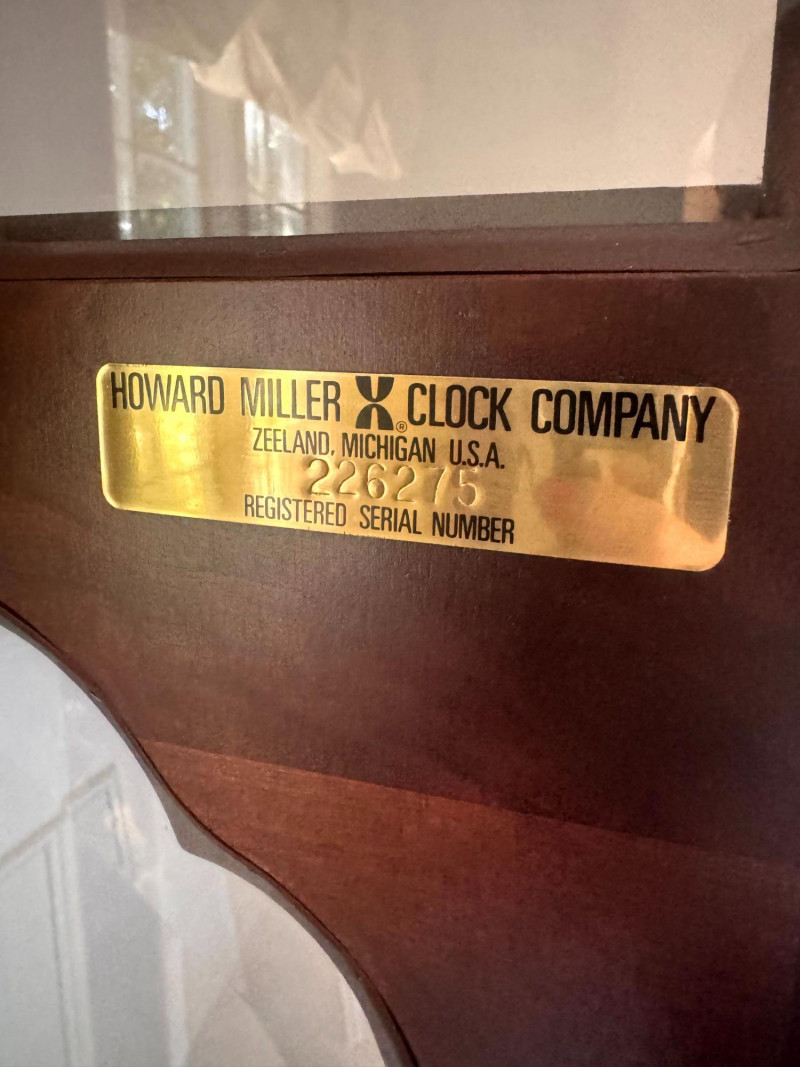 HOWARD MILLER ® CLOCK COMPANY
ZEELAND, MICHIGAN U.S.A.
226275
REGISTERED SERIAL NUMBER